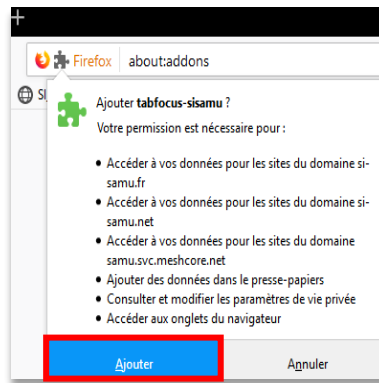 +
Firefox about:addons
Ajouter tabfocus-sisamu ?
Votre permission est nécessaire pour :
• Accéder à vos données pour les sites du domaine si-
samu.fr
• Accéder à vos données pour les sites du domaine si-
samu.net
• Accéder à vos données pour les sites du domaine
samu.svc.meshcore.net
• Ajouter des données dans le presse-papiers
• Consulter et modifier les paramètres de vie privée
• Accéder aux onglets du navigateur
Ajouter Annuler